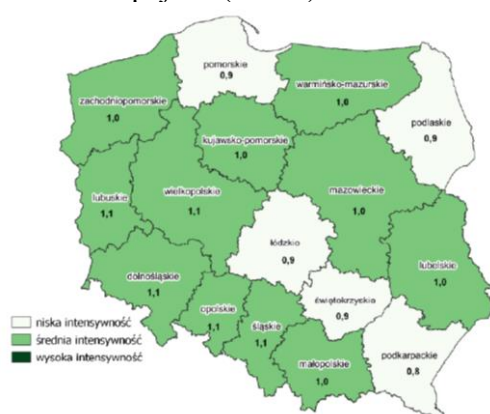 pomorskie
0,9
warmińsko-mazurskie
1,0
zachodniopomorskie
1,0
podlaskie
0,9
kujawsko-pomorskie
1,0
lubuskie
1,1
wielkopolskie
1,1
mazowieckie
1,0
łódzkie
0,9
lubelskie
1,0
dolnośląskie
1,1
opolskie
1,1
śląskie
1,1
świętokrzyskie
0,9
małopolskie
1,0
podkarpackie
0,8
niska intensywność
średnia intensywność
wysoka intensywność